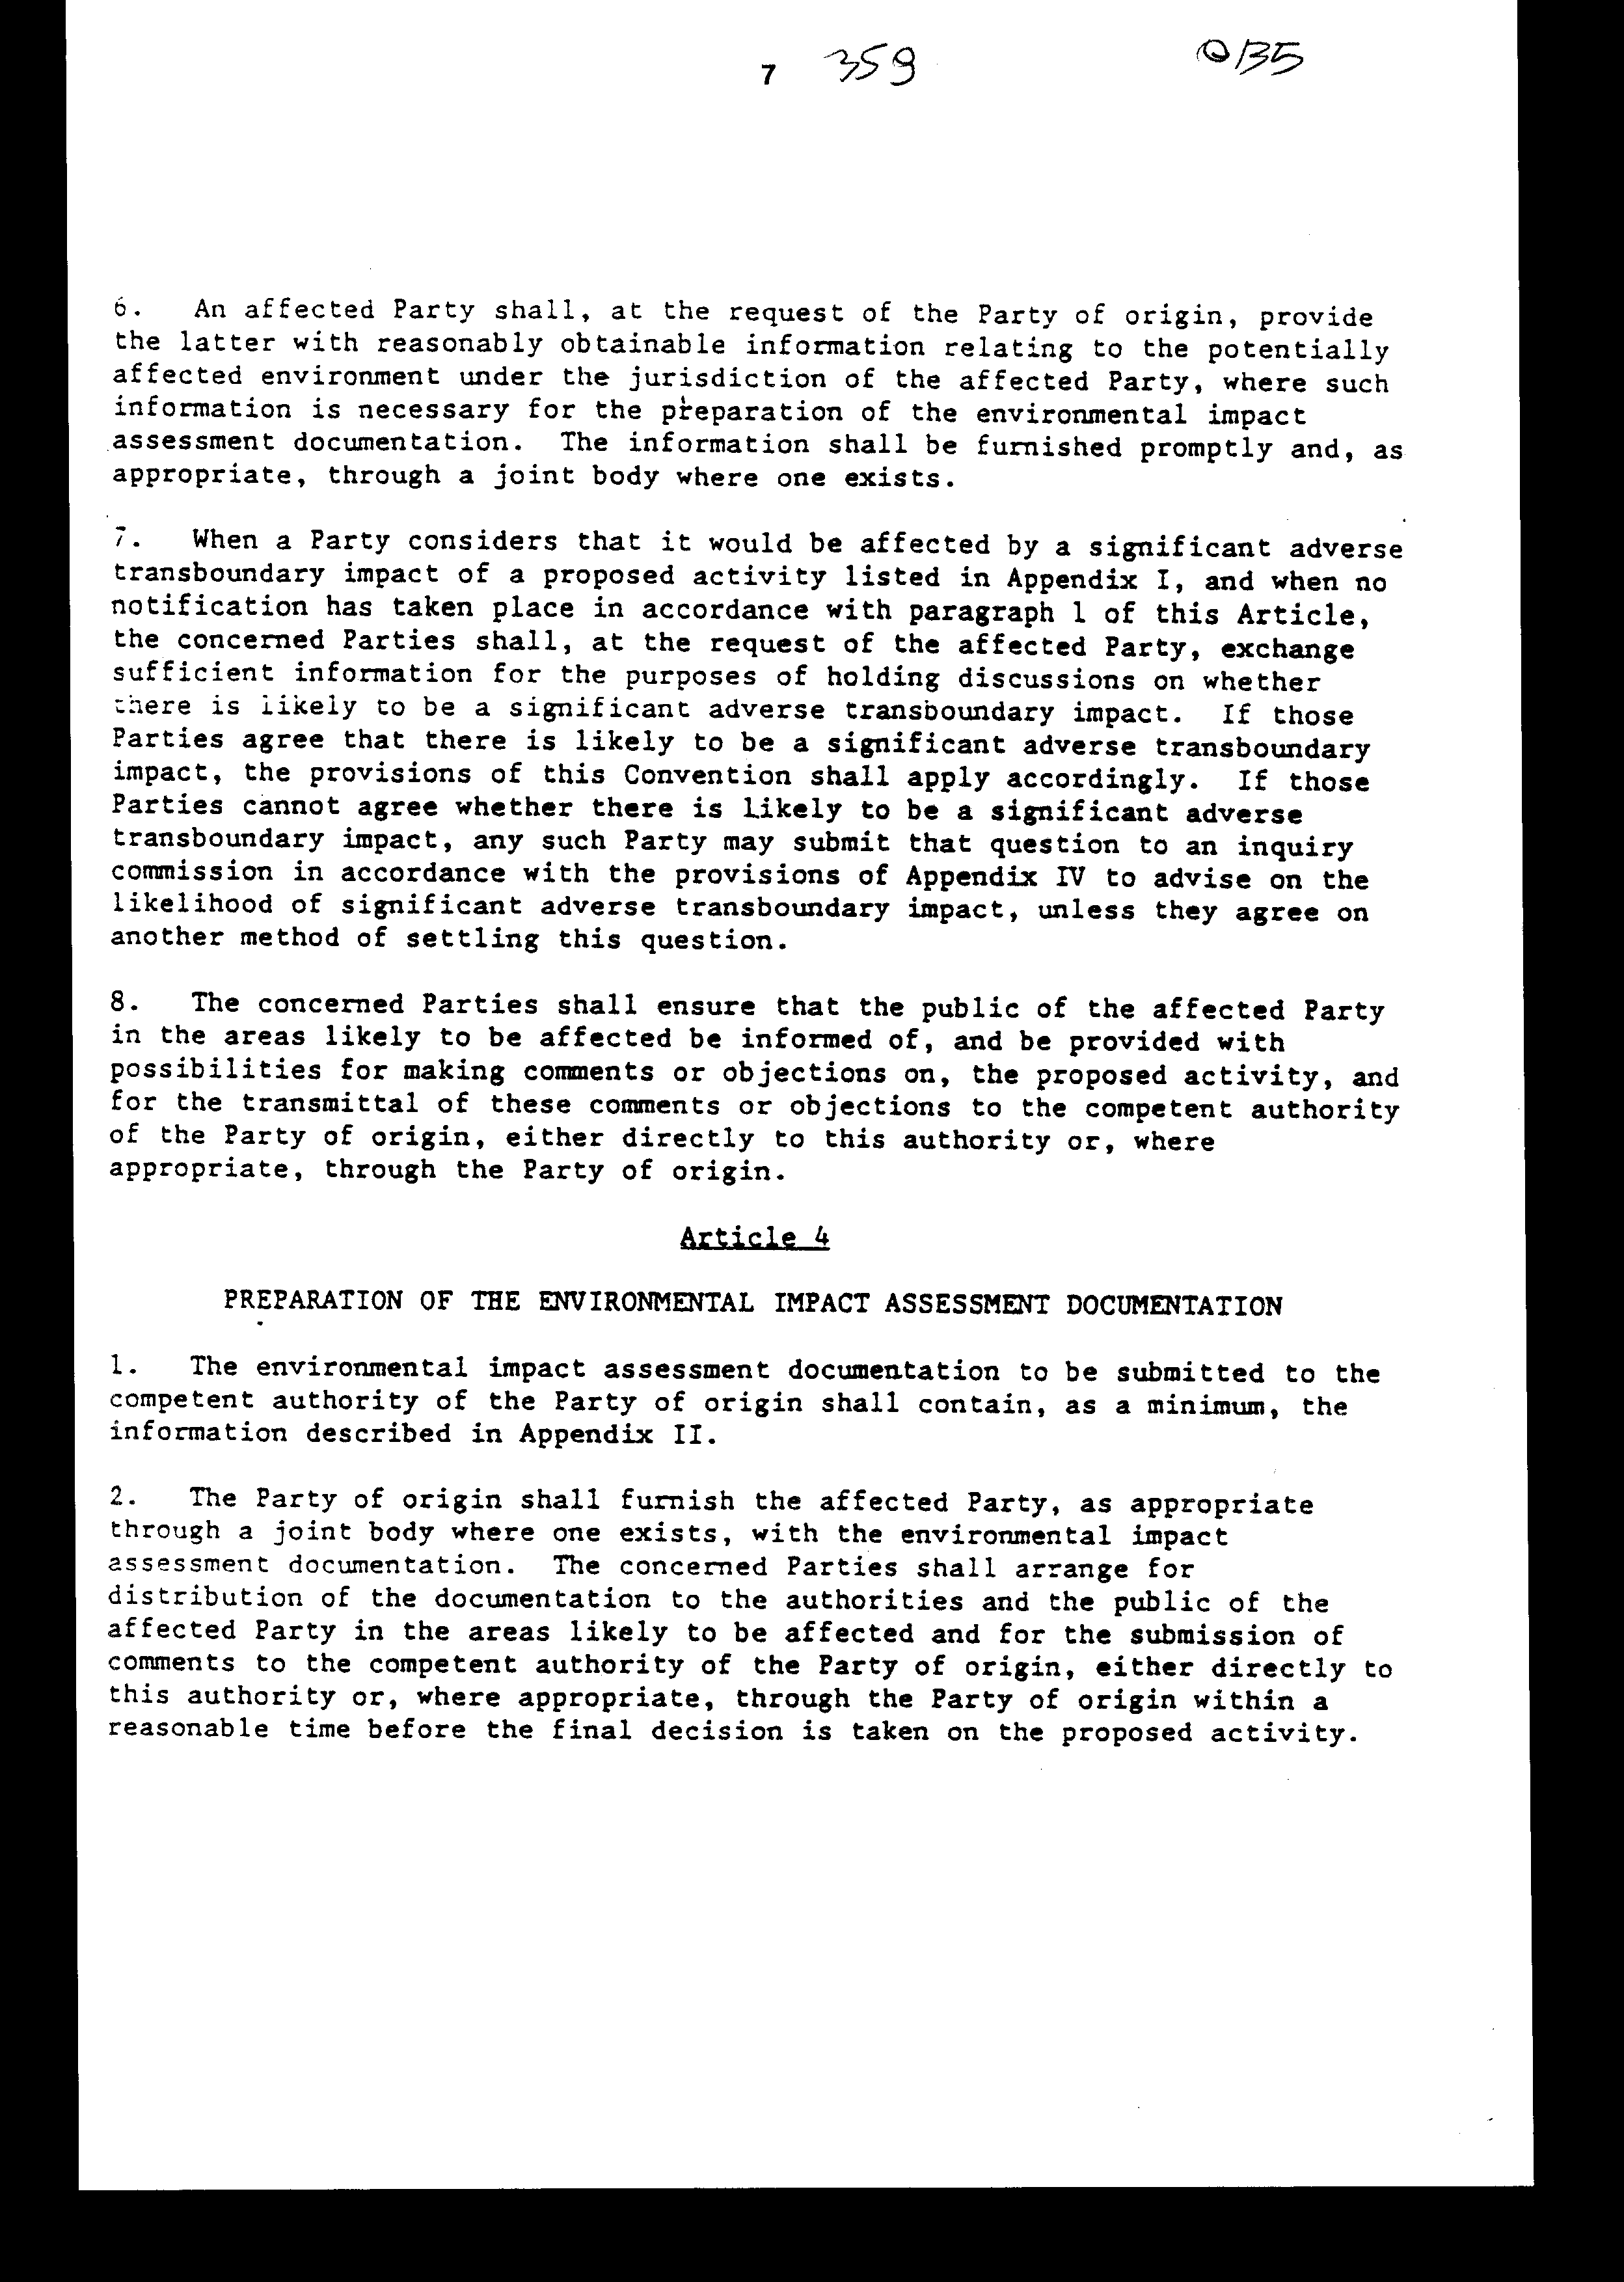 7 359
6. An affected Party shall, at the request of the Party of origin, provide
the latter with reasonably obtainable information relating to the potentially
affected environment under the jurisdiction of the affected Party, where such
information is necessary for the preparation of the environmental impact
assessment documentation. The information shall be furnished promptly and, as
appropriate, through a joint body where one exists.
7. When a Party considers that it would be affected by a significant adverse
transboundary impact of a proposed activity listed in Appendix I, and when no
notification has taken place in accordance with paragraph 1 of this Article,
the concerned Parties shall, at the request of the affected Party, exchange
sufficient information for the purposes of holding discussions on whether
there is likely to be a significant adverse transboundary impact. If those
Parties agree that there is likely to be a significant adverse transboundary
impact, the provisions of this Convention shall apply accordingly. If those
Parties cannot agree whether there is likely to be a significant adverse
transboundary impact, any such Party may submit that question to an inquiry
commission in accordance with the provisions of Appendix IV to advise on the
likelihood of significant adverse transboundary impact, unless they agree on
another method of settling this question.
8. The concerned Parties shall ensure that the public of the affected Party
in the areas likely to be affected be informed of, and be provided with
possibilities for making comments or objections on, the proposed activity, and
for the transmittal of these comments or objections to the competent authority
of the Party of origin, either directly to this authority or, where
appropriate, through the Party of origin.
Article 4
PREPARATION OF THE ENVIRONMENTAL IMPACT ASSESSMENT DOCUMENTATION
1. The environmental impact assessment documentation to be submitted to the
competent authority of the Party of origin shall contain, as a minimum, the
information described in Appendix II.
2. The Party of origin shall furnish the affected Party, as appropriate
through a joint body where one exists, with the environmental impact
assessment documentation. The concerned Parties shall arrange for
distribution of the documentation to the authorities and the public of the
affected Party in the areas likely to be affected and for the submission of
comments to the competent authority of the Party of origin, either directly to
this authority or, where appropriate, through the Party of origin within a
reasonable time before the final decision is taken on the proposed activity.